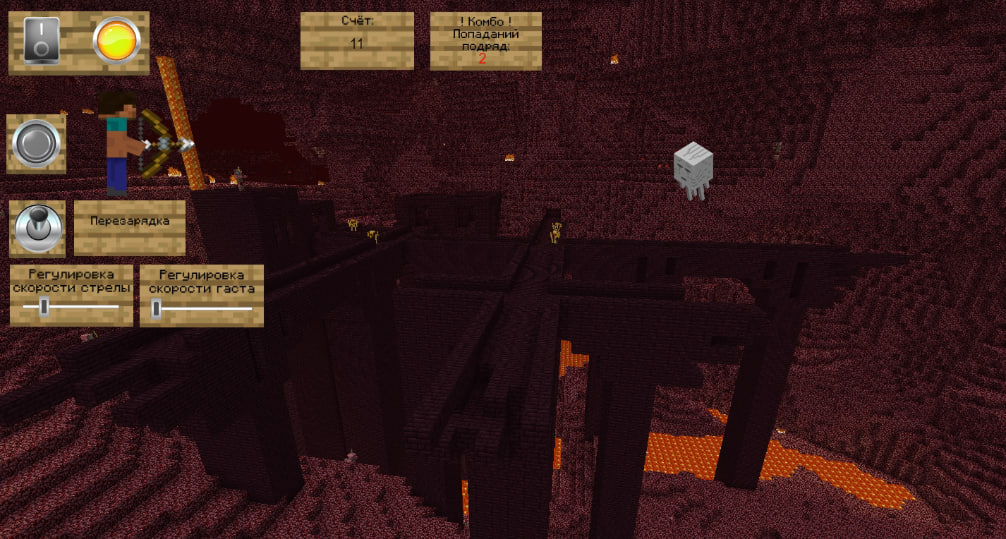 Счёт:
11
! Комбо !
Попаданий
подряд:
2
Перезарядка
Регулировка
скорости стрелы
Регулировка
скорости гаста